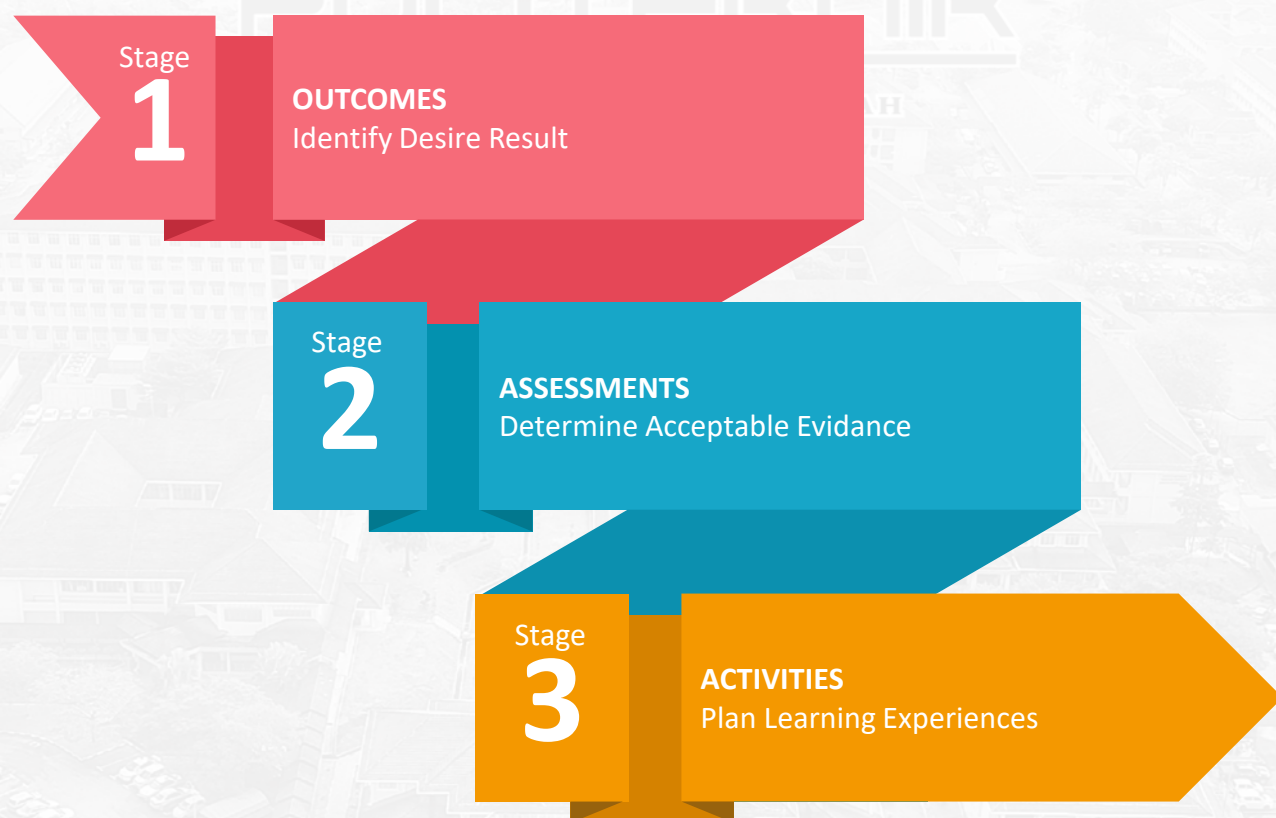 Stage
1
OUTCOMES
Identify Desire Result
Stage
2
ASSESSMENTS
Determine Acceptable Evidance
Stage
3
ACTIVITIES
Plan Learning Experiences